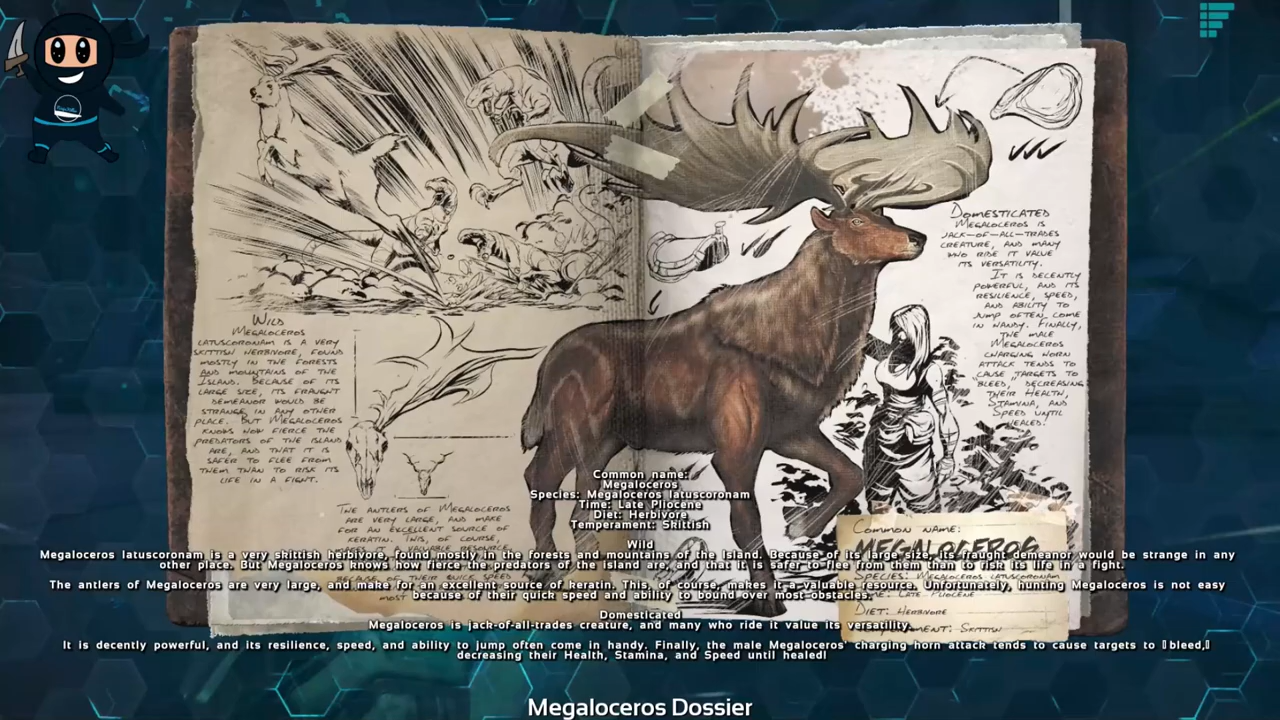 Wild
Megaloceros
latuscoronam is a very
skittish herbivore, found
mostly in the forests
and mountains of the
Island. Because of its
large size, its fraught
demeanor would be
strange in any other
place. But Megaloceros
knows how fierce the
predators of the island
are, and that it is
safer to flee from
them than to risk its
life in a fight.
The antlers of Megaloceros
are very large, and make
for an excellent source of
keratin. This, of course,
Domesticated
Megaloceros is
jack-of-all-trades
creature, and many
who ride it value
its versatility.
It is decently
powerful, and its
resilience, speed,
and ability to
jump often come
in handy. Finally,
the male
Megaloceros
charging horn
attack tends to
cause targets to
"bleed," decreasing
their Health,
Stamina, and
Speed until
healed!
Common name:
Megaloceros
Species: Megaloceros latuscoronam
Time: Late Pliocene
Diet: Herbivore
Temperament: Skittish
Common name:
Megaloceros
Species: Megaloceros latuscoronam
Time: Late Pliocene
Diet: Herbivore
Temperament: Skittish
Wild
Megaloceros latuscoronam is a very skittish herbivore, found mostly in the forests and mountains of the Island. Because of its large size, its fraught demeanor would be strange in any
other place. But Megaloceros knows how fierce the predators of the island are, and that it is safer to flee from them than to risk its life in a fight.
The antlers of Megaloceros are very large, and make for an excellent source of keratin. This, of course, makes it a valuable resource. Unfortunately, hunting Megaloceros is not easy
because of their quick speed and ability to bound over most obstacles.
Domesticated
Megaloceros is jack-of-all-trades creature, and many who ride it value its versatility.
It is decently powerful, and its resilience, speed, and ability to jump often come in handy. Finally, the male Megaloceros' charging horn attack tends to cause targets to bleed,
decreasing their Health, Stamina, and Speed until healed!
Megaloceros Dossier